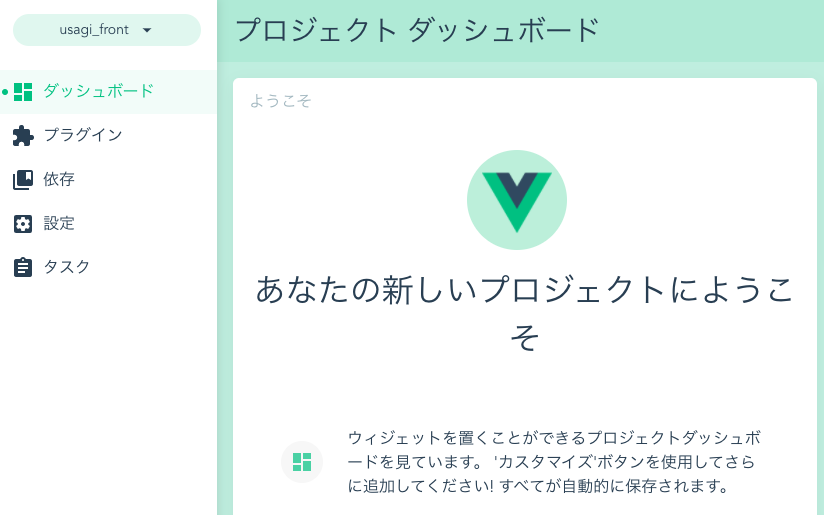 usagi_front
ダッシュボード
プラグイン
依存
設定
タスク
プロジェクト ダッシュボード
ようこそ
あなたの新しいプロジェクトにようこ
そ
ウィジェットを置くことができるプロジェクトダッシュボ
ードを見ています。 'カスタマイズ'ボタンを使用してさら
に追加してください! すべてが自動的に保存されます。